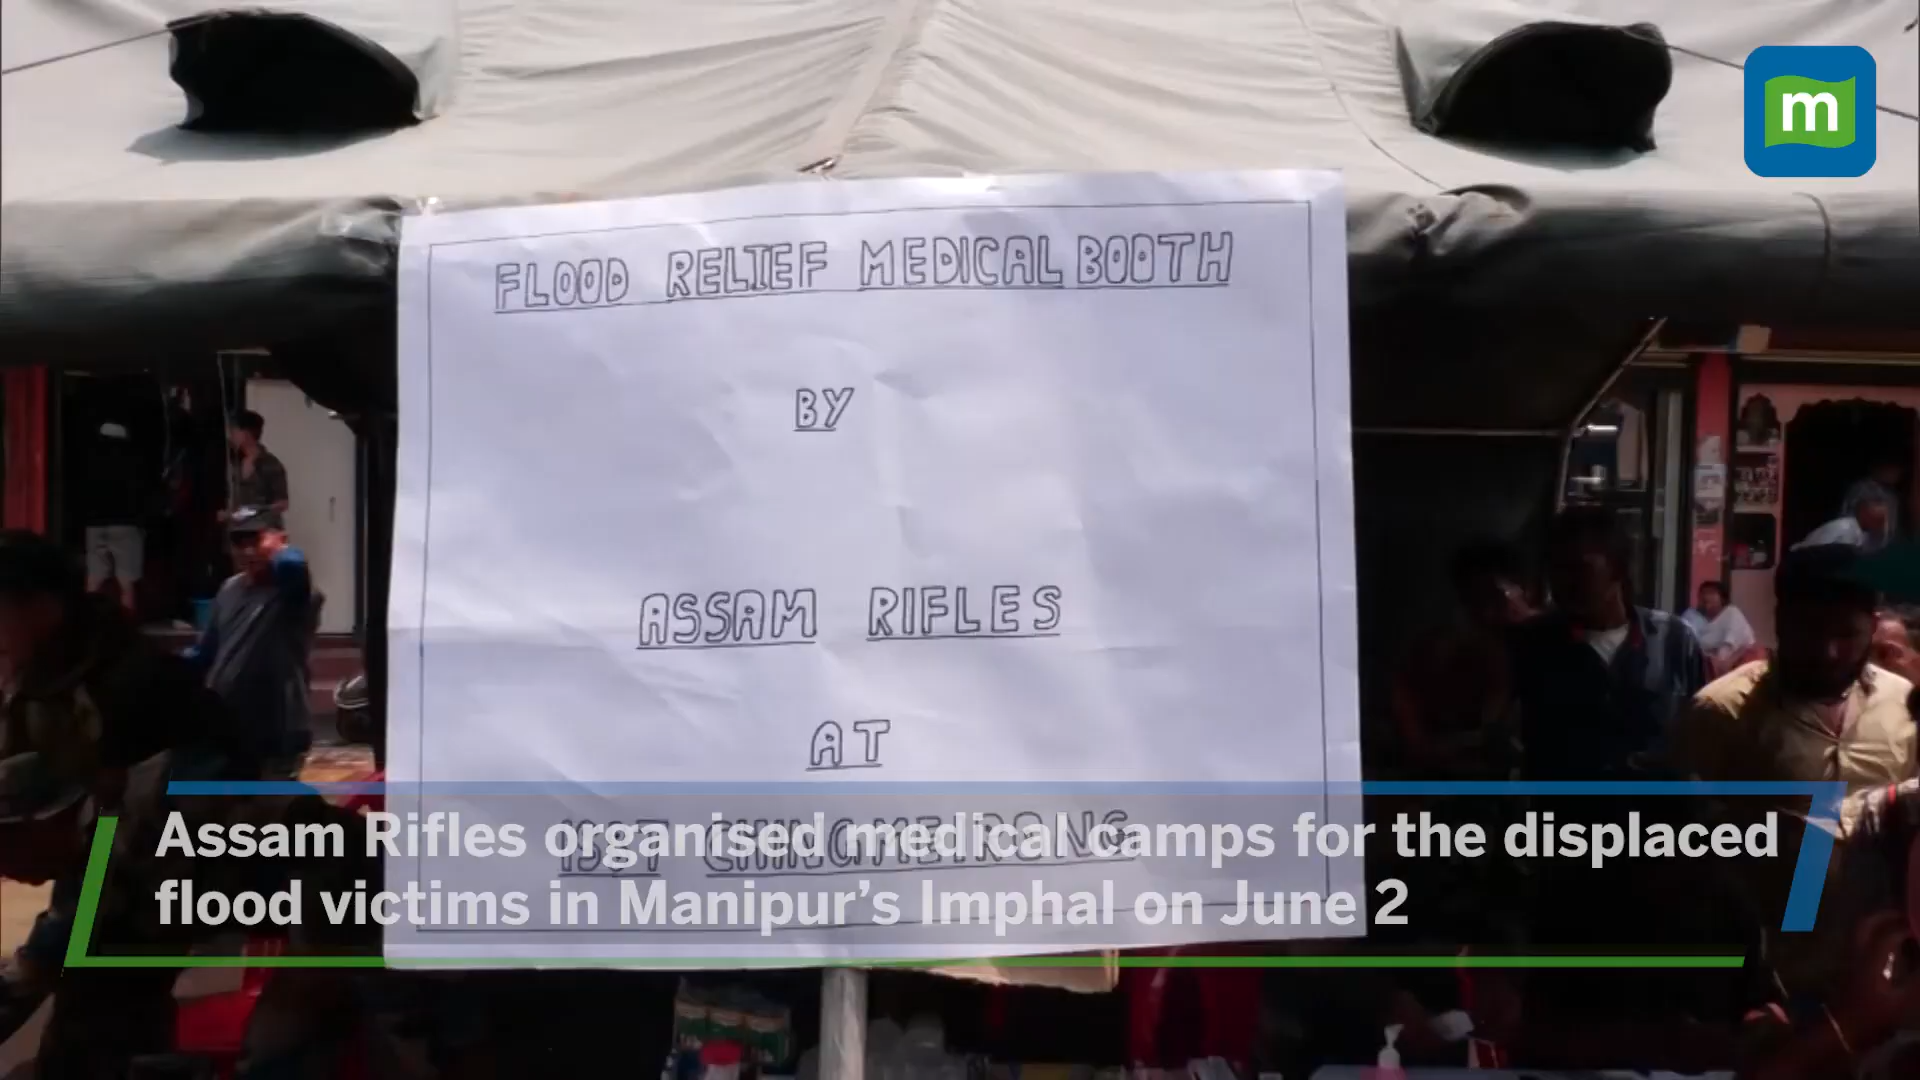 m
FLOOD RELIEF MEDICAL BOOTH
BY
ASSAM RIFLES
AT
CHINGMEIRONG
Assam Rifles organised medical camps for the displaced
flood victims in Manipur’s Imphal on June 2